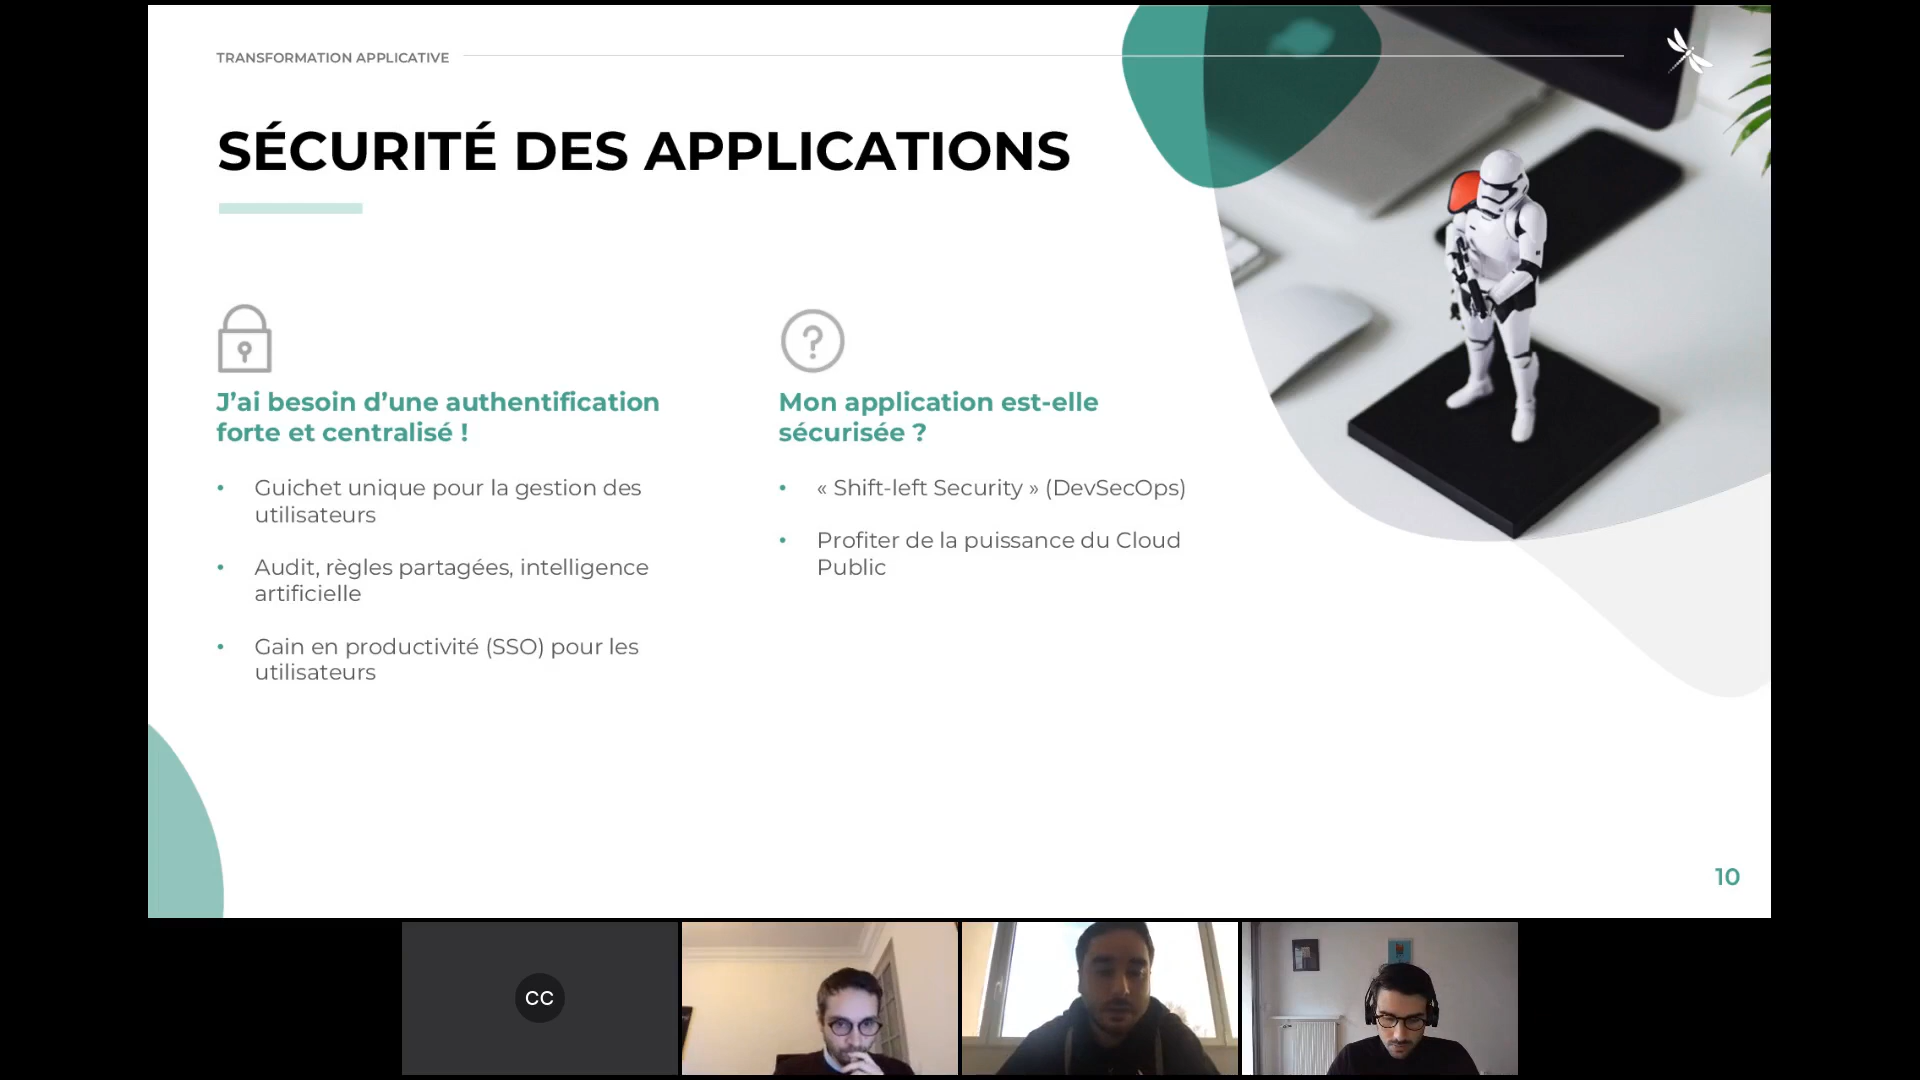 TRANSFORMATION APPLICATIVE
SÉCURITÉ DES APPLICATIONS
J’ai besoin d’une authentification
forte et centralisé !
• Guichet unique pour la gestion des
utilisateurs
• Audit, règles partagées, intelligence
artificielle
• Gain en productivité (SSO) pour les
utilisateurs
?
Mon application est-elle
sécurisée ?
• « Shift-left Security » (DevSecOps)
• Profiter de la puissance du Cloud
Public
10
CC